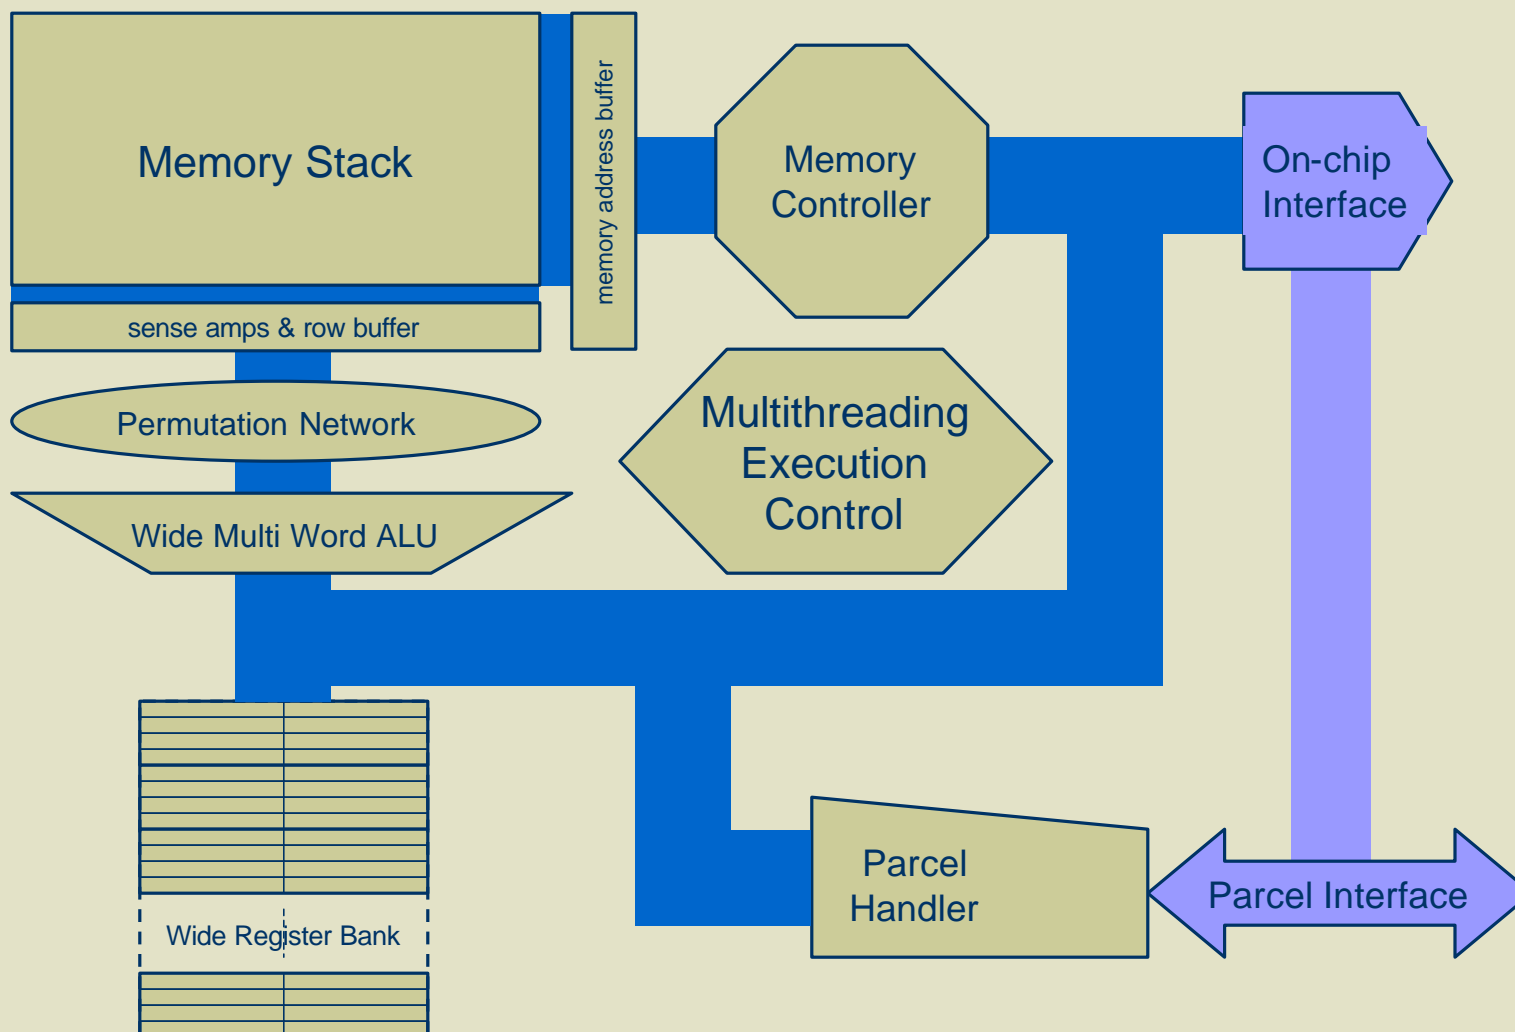 Memory Stack
memory address buffer
Memory
Controller
On-chip
Interface
sense amps & row buffer
Permutation Network
Multithreading
Execution
Control
Wide Multi Word ALU
Parcel
Handler
Parcel Interface
Wide Register Bank